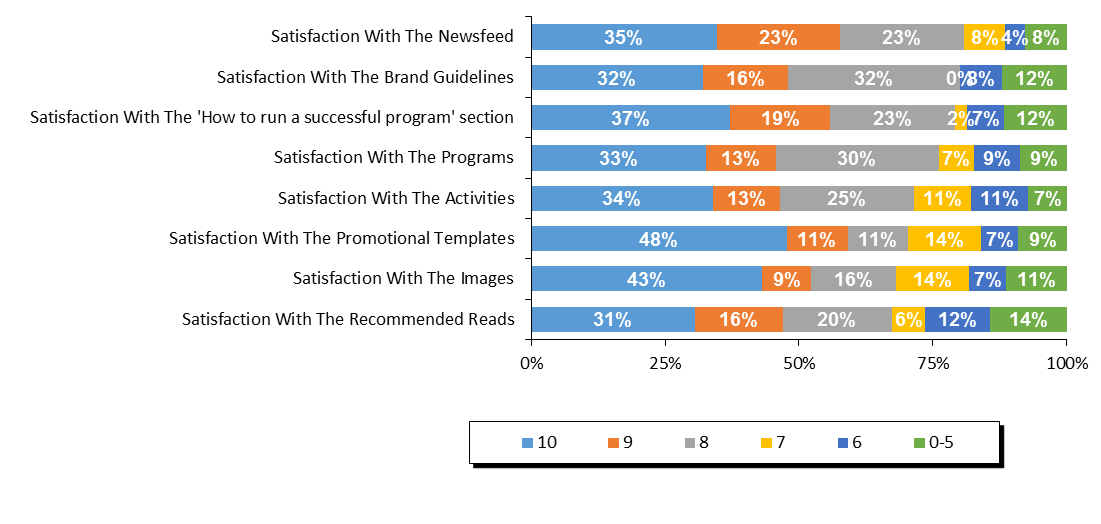 Satisfaction With The Newsfeed 35% 23% 23% 8% 4% 8%
Satisfaction With The Brand Guidelines 32% 16% 32% 0% 8% 12%
Satisfaction With The 'How to run a successful program' section 37% 19% 23% 2% 7% 12%
Satisfaction With The Programs 33% 13% 30% 7% 9% 9%
Satisfaction With The Activities 34% 13% 25% 11% 11% 7%
Satisfaction With The Promotional Templates 48% 11% 11% 14% 7% 9%
Satisfaction With The Images 43% 9% 16% 14% 7% 11%
Satisfaction With The Recommended Reads 31% 16% 20% 6% 12% 14%
0% 25% 50% 75% 100%
10 9 8 7 6 0-5